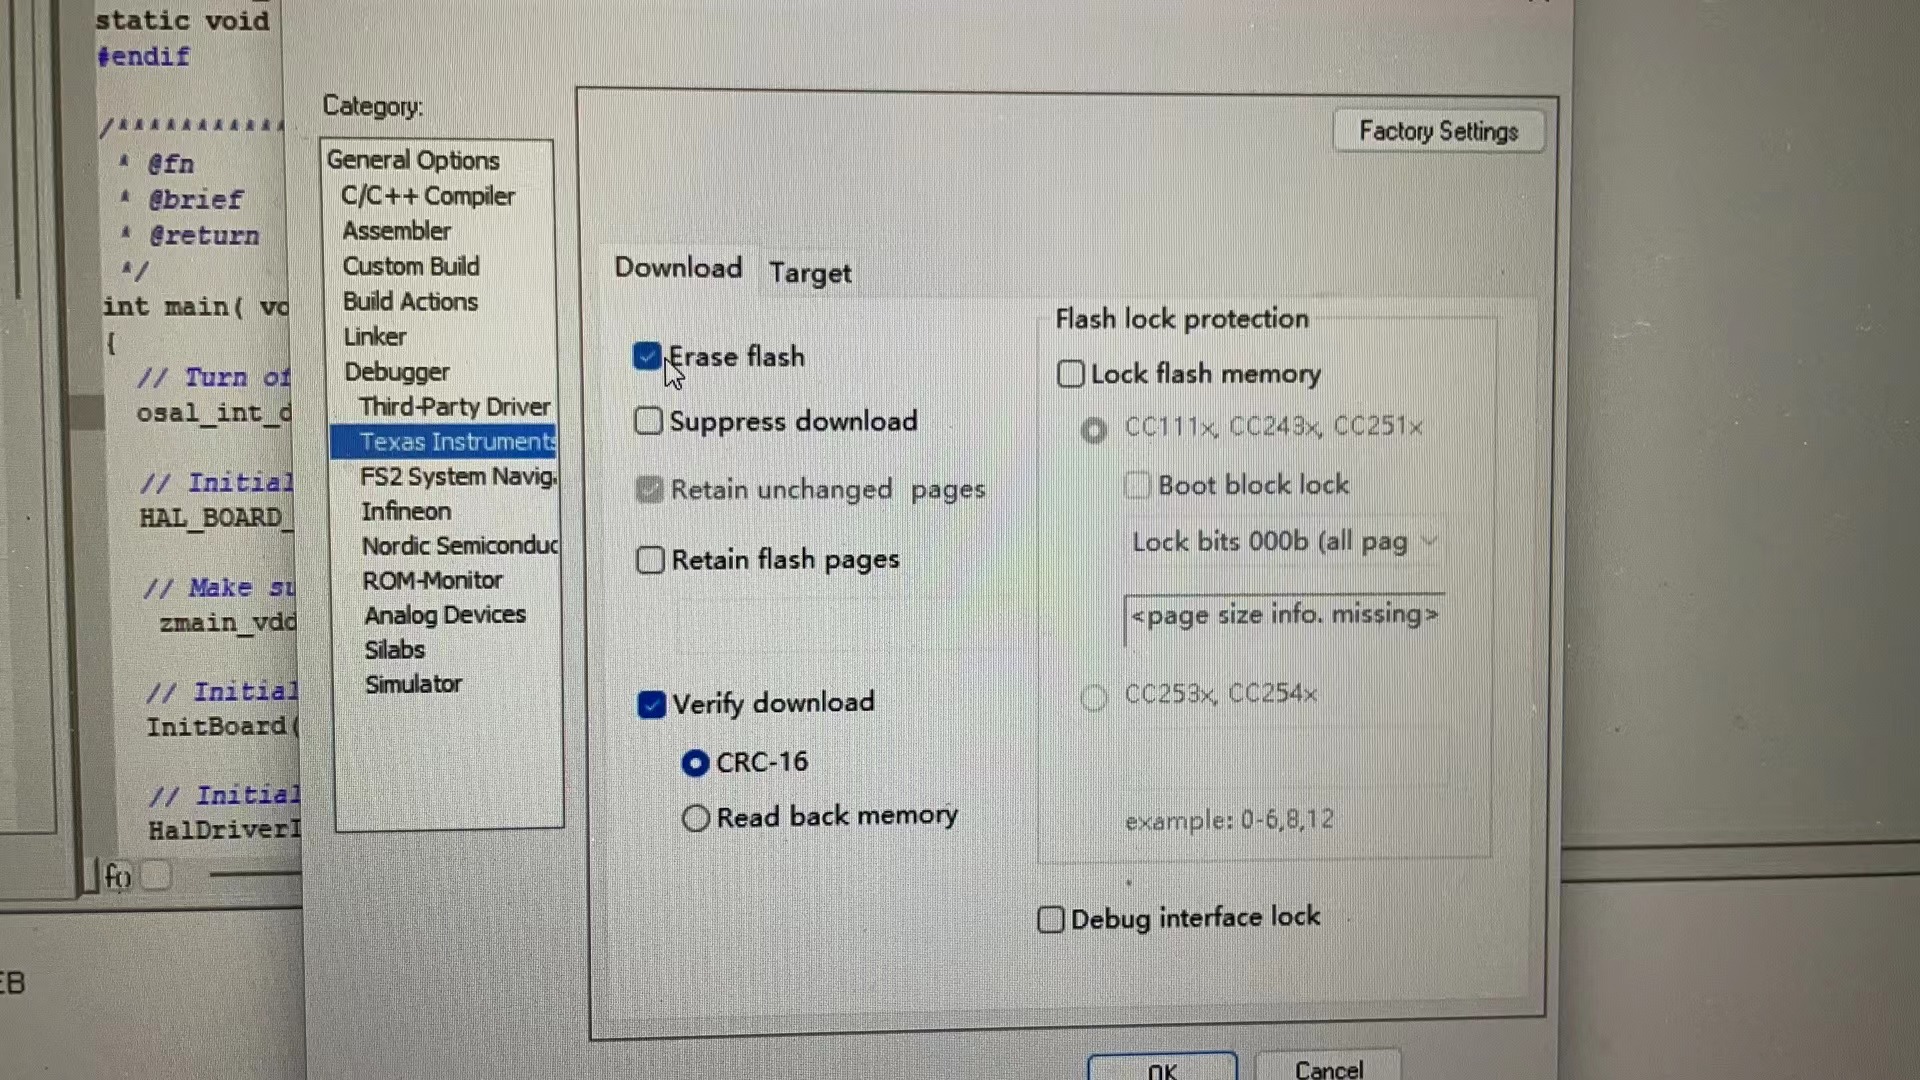 static void
#endif
/***********
* @fn
* @brief
* @return
*/
int main( vo
{
// Turn of
osal_int_d
// Initial
HAL_BOARD_
// Make su
zmain_vdd
// Initial
InitBoard(
// Initial
HalDriverI
fo
EB
Category:
General Options
C/C++ Compiler
Assembler
Custom Build
Build Actions
Linker
Debugger
Third-Party Driver
Texas Instruments
FS2 System Navig.
Infineon
Nordic Semiconduc
ROM-Monitor
Analog Devices
Silabs
Simulator
Factory Settings
Download Target
Erase flash
Suppress download
Retain unchanged pages
Retain flash pages
Verify download
CRC-16
Read back memory
Flash lock protection
Lock flash memory
CC111x, CC243x, CC251x
Boot block lock
Lock bits 000b (all pag
<page size info. missing>
CC253x, CC254x
example: 0-6,8,12
Debug interface lock
OK Cancel